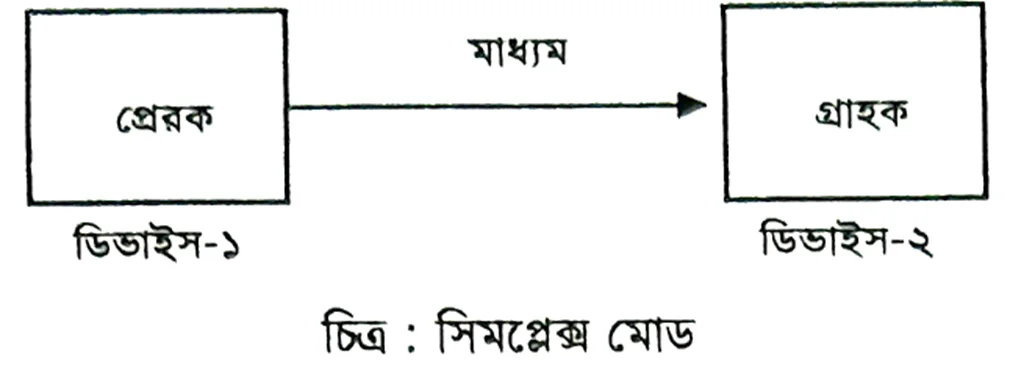 মাধ্যম
প্রেরক
গ্রাহক
ডিভাইস-১
ডিভাইস-২
চিত্র : সিমপ্লেক্স মোড